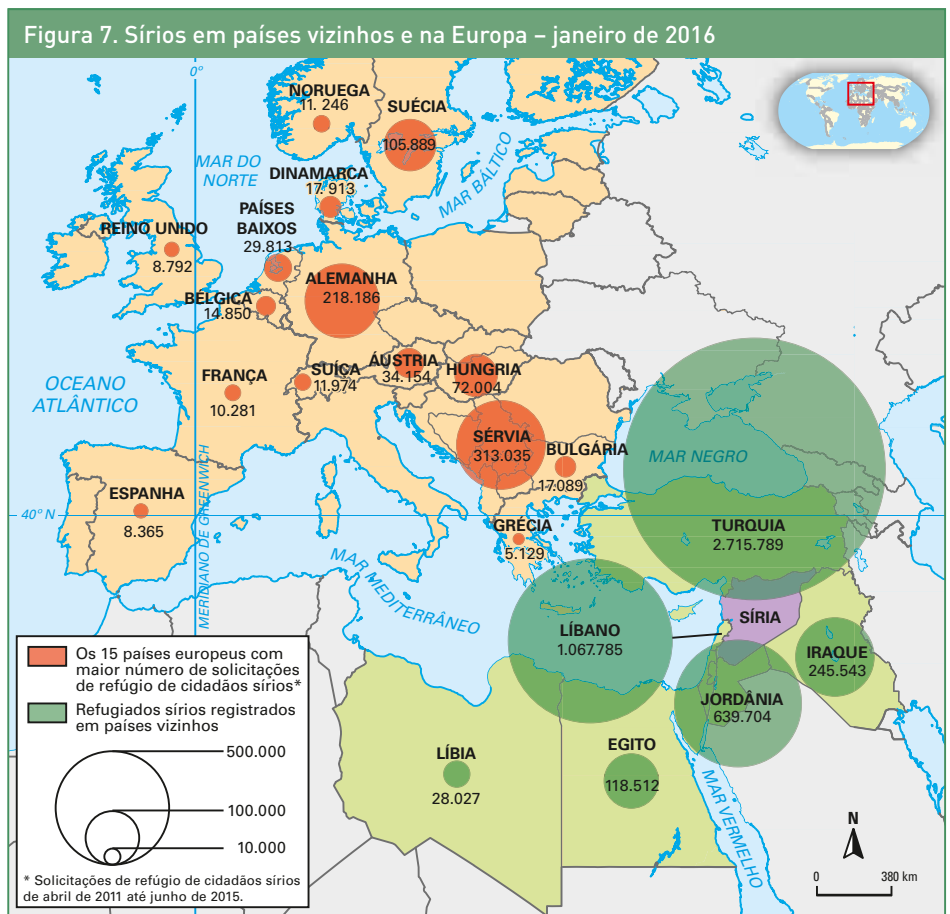 Figura 7. Sírios em países vizinhos e na Europa – janeiro de 2016
0°
NORUEGA
11. 246
SUÉCIA
105.889
MAR DO
NORTE
DINAMARCA
17. 913
MAR BÁLTICO
PAÍSES
BAIXOS
29.813
REINO UNIDO
8.792
ALEMANHA
218.186
BÉLGICA
14.850
OCEANO
ATLÂNTICO
FRANÇA
10.281
SUÍÇA
11.974
ÁUSTRIA
34.154
HUNGRIA
72.004
SÉRVIA
313.035
BULGÁRIA
17.089
MAR NEGRO
MERIDIANO DE GREENWICH
ESPANHA
8.365
40° N
GRÉCIA
5.129
TURQUIA
2.715.789
MAR MEDITERRÂNEO
SÍRIA
LÍBANO
1.067.785
IRAQUE
245.543
JORDÂNIA
639.704
LÍBIA
28.027
EGITO
118.512
MAR VERMELHO
Os 15 países europeus com
maior número de solicitações
de refúgio de cidadãos sírios*
Refugiados sírios registrados
em países vizinhos
500.000
100.000
10.000
* Solicitações de refúgio de cidadãos sírios
de abril de 2011 até junho de 2015.
N
0 380 km